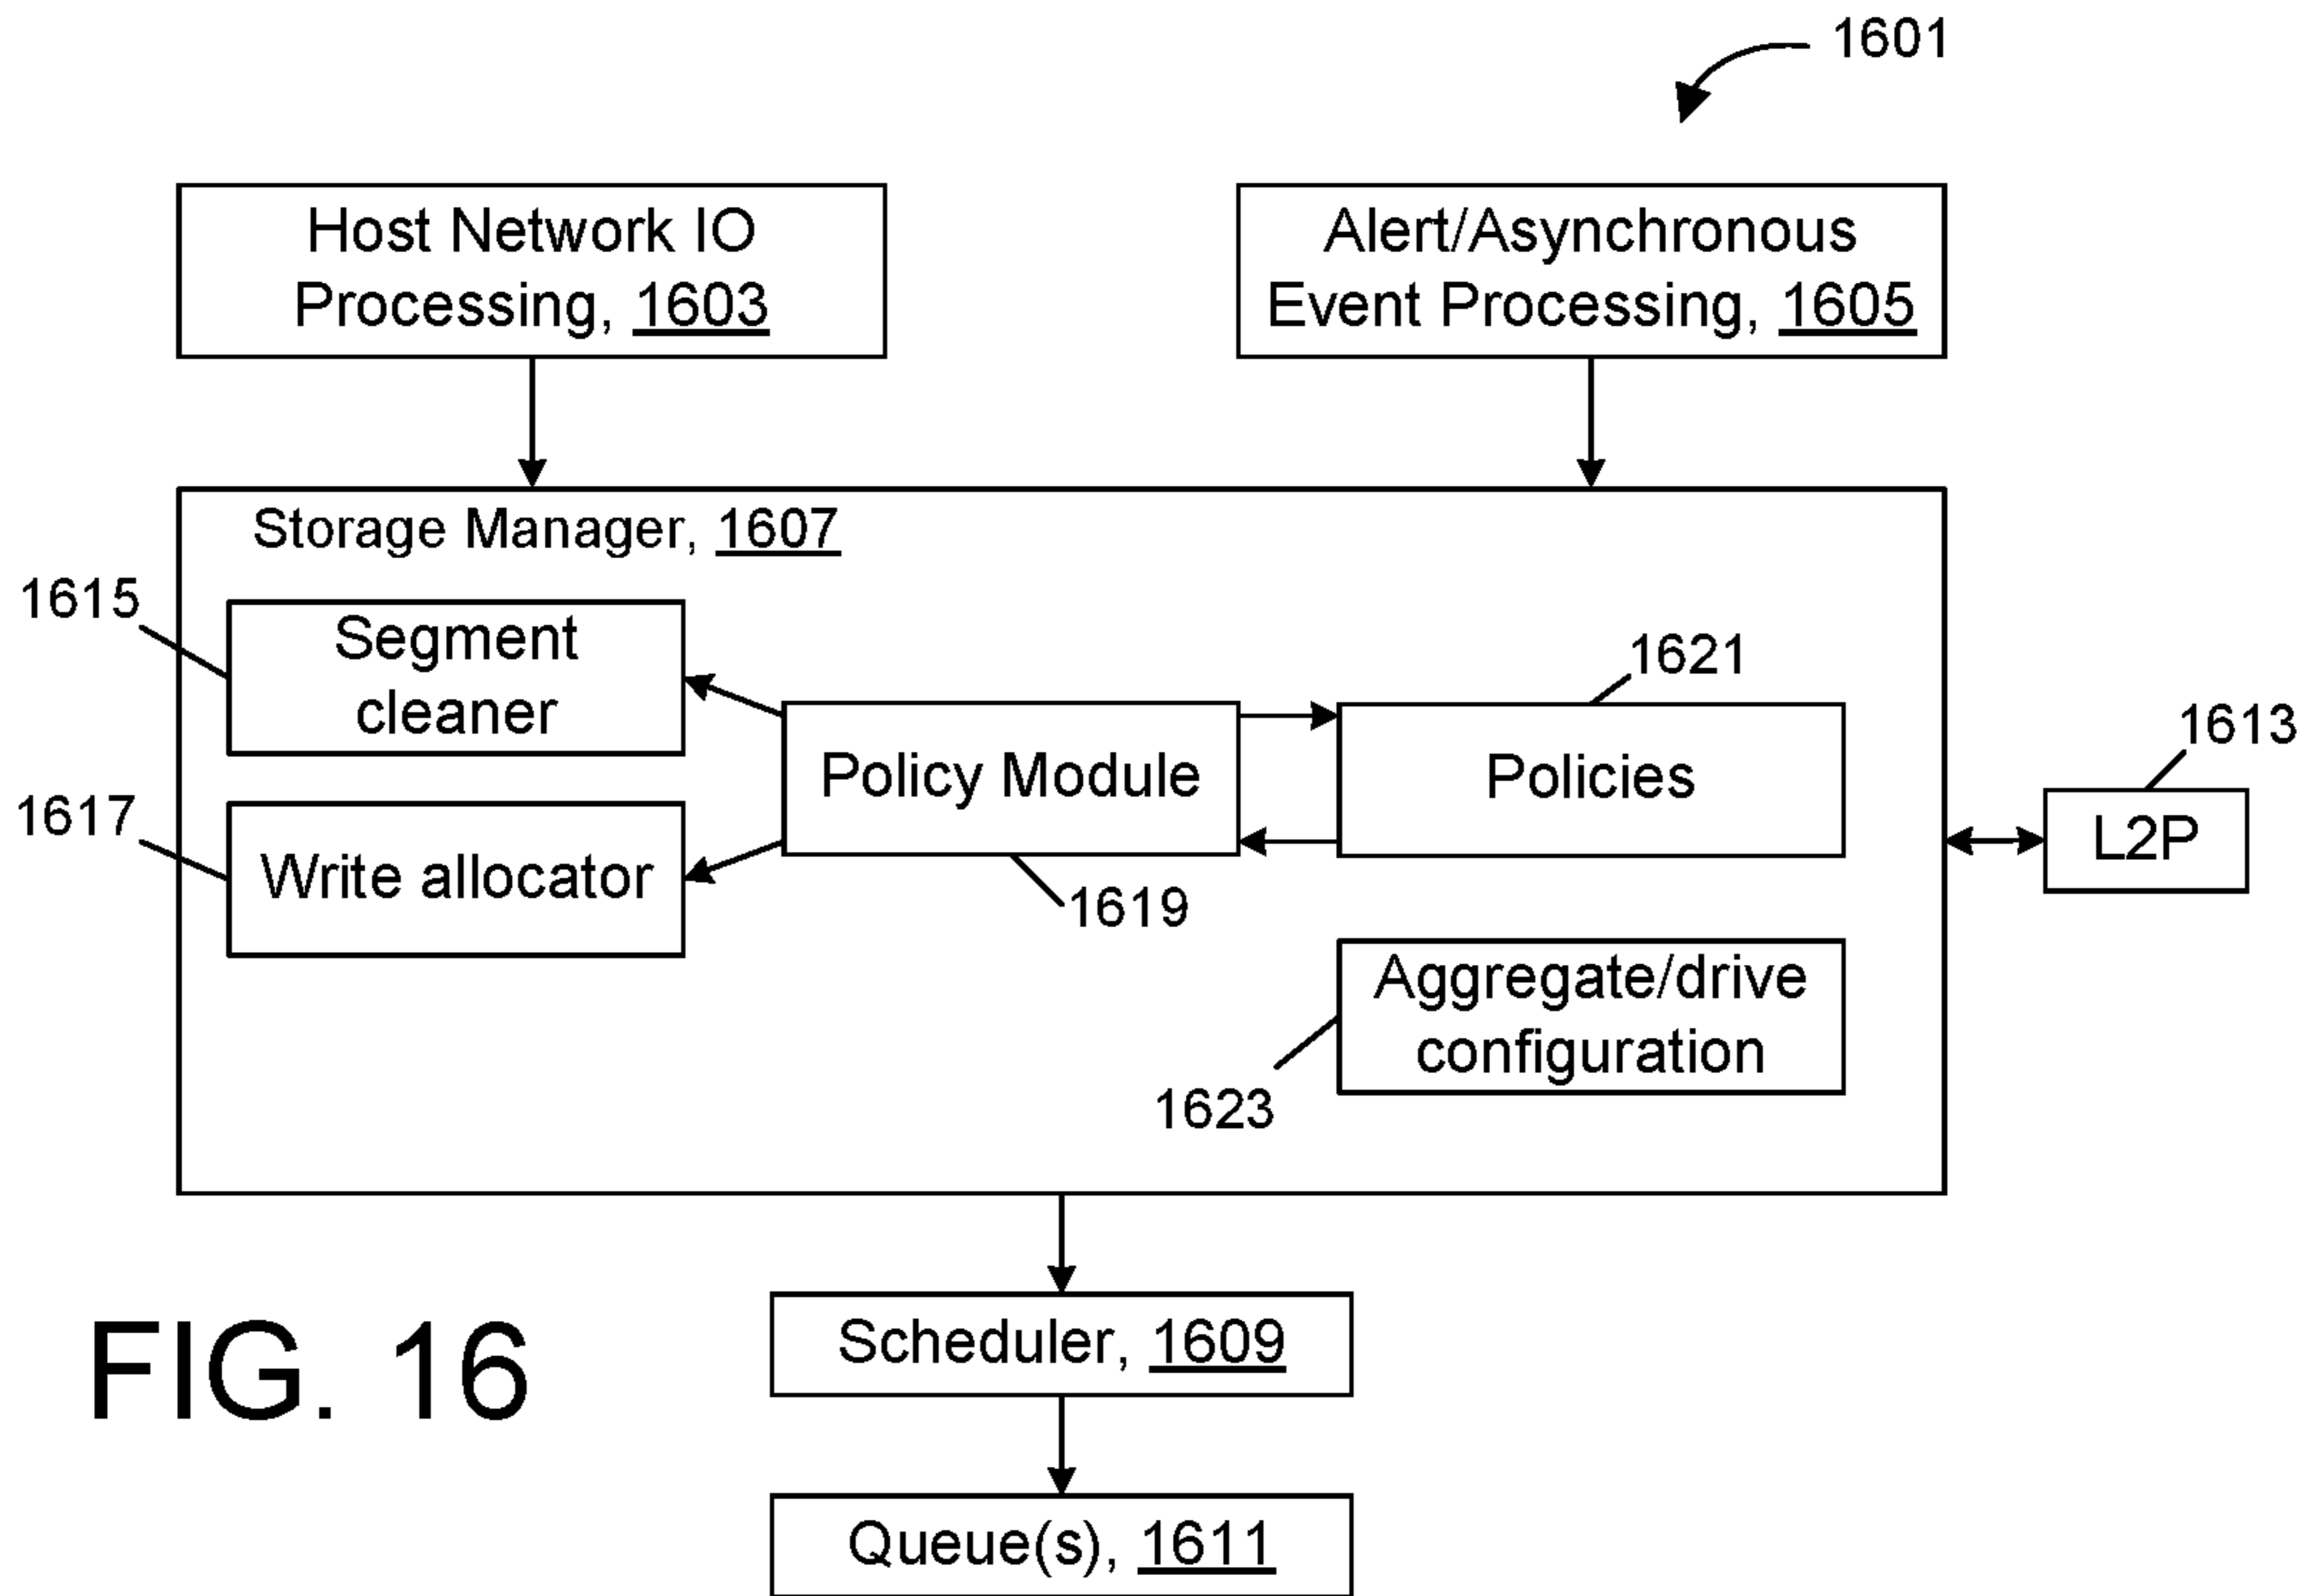 1601
Host Network IO
Processing, 1603
Alert/Asynchronous
Event Processing, 1605
Storage Manager, 1607
1615
Segment
cleaner
1621
1613
Policy Module
Policies
L2P
1617
Write allocator
1619
Aggregate/drive
configuration
1623
Scheduler, 1609
FIG. 16
Queue(s), 1611